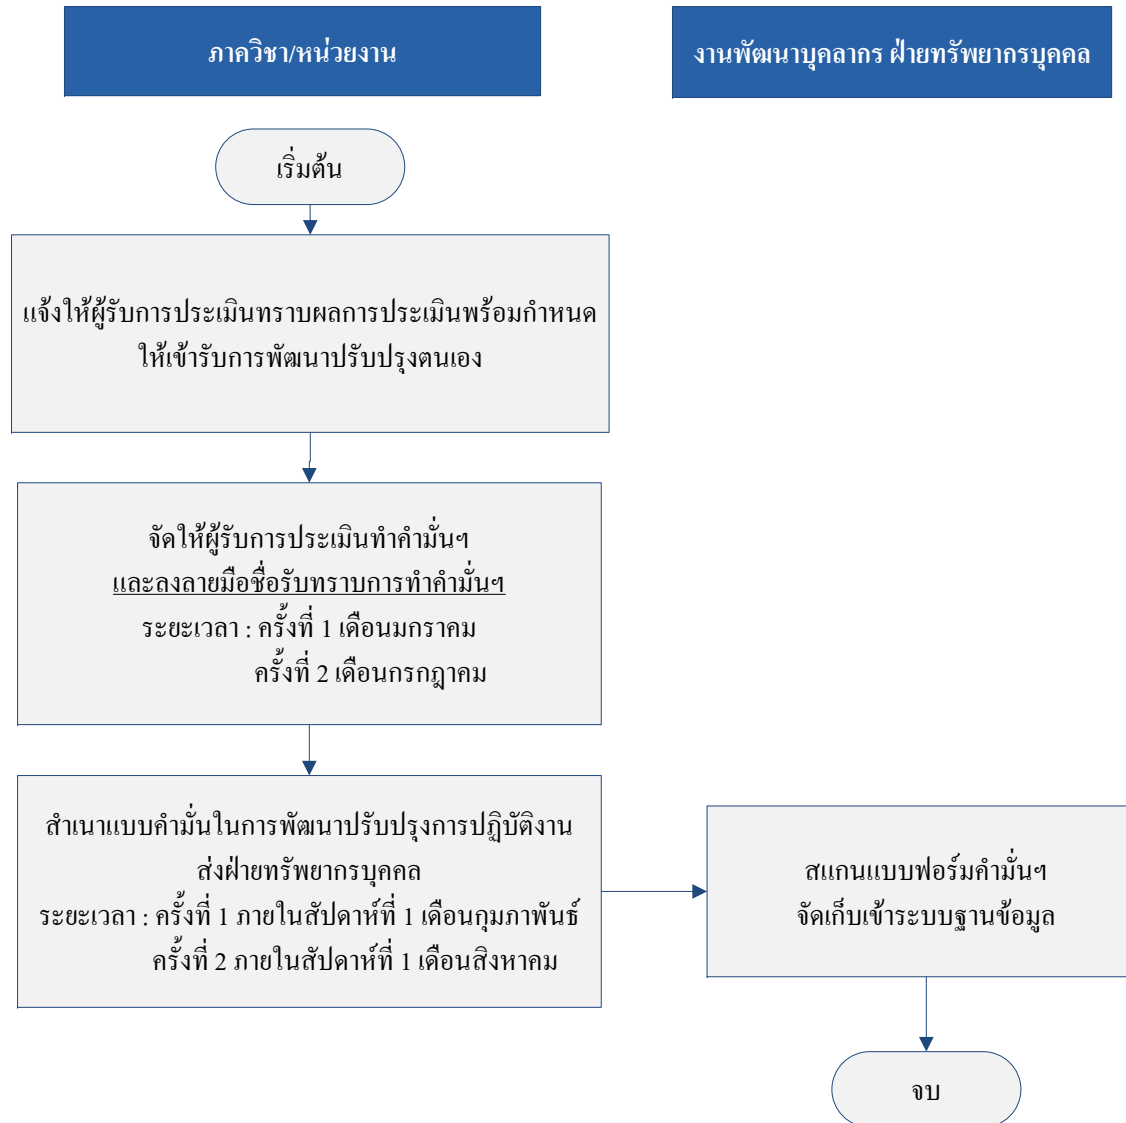 ภาควิชา/หน่วยงาน
งานพัฒนาบุคลากร ฝ่ายทรัพยากรบุคคล
เริ่มต้น
แจ้งให้ผู้รับการประเมินทราบผลการประเมินพร้อมกำหนด
ให้เข้ารับการพัฒนาปรับปรุงตนเอง
จัดให้ผู้รับการประเมินทำคำมั่นฯ
และลงลายมือชื่อรับทราบการทำคำมั่นฯ
ระยะเวลา : ครั้งที่ 1 เดือนมกราคม
ครั้งที่ 2 เดือนกรกฎาคม
สำเนาแบบคำมั่นในการพัฒนาปรับปรุงการปฏิบัติงาน
ส่งฝ่ายทรัพยากรบุคคล
ระยะเวลา : ครั้งที่ 1 ภายในสัปดาห์ที่ 1 เดือนกุมภาพันธ์
ครั้งที่ 2 ภายในสัปดาห์ที่ 1 เดือนสิงหาคม
สแกนแบบฟอร์มคำมั่นฯ
จัดเก็บเข้าระบบฐานข้อมูล
จบ